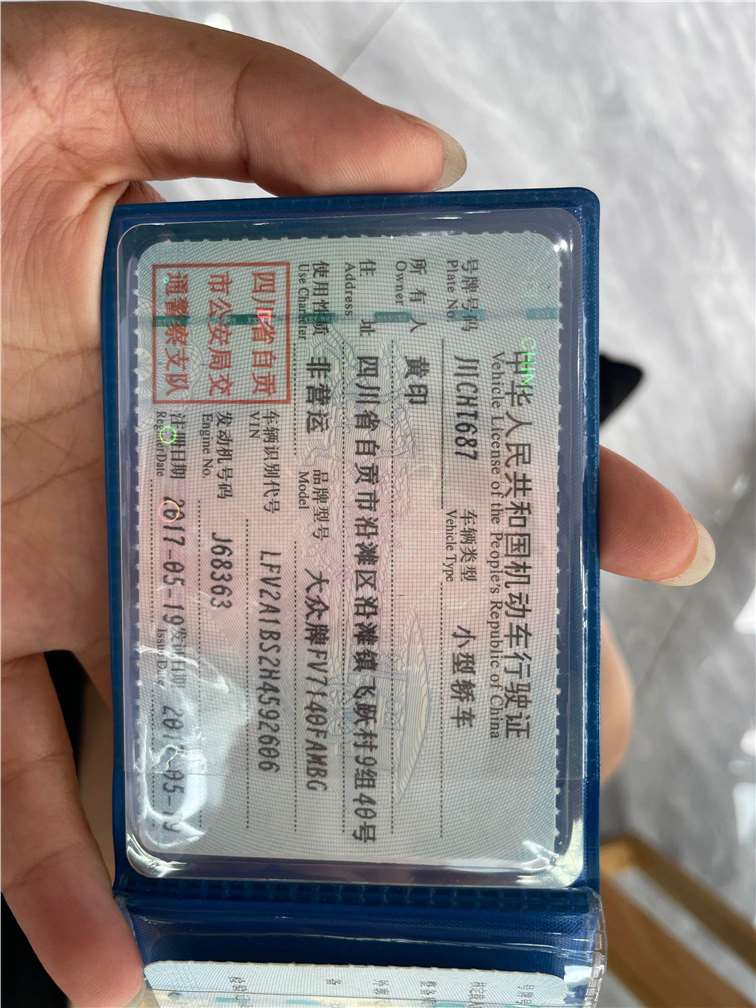 中华人民共和国机动车行驶证
Vehicle License of the People's Republic of China
号牌号码 川CHT687 车辆类型 小型轿车
Plate No. Vehicle Type
所有人 黄印
Owner
住址 四川省自贡市沿滩区沿滩镇飞跃村9组40号
Address
使用性质 非营运 品牌型号 大众牌FV7140FAMBG
Use Character Model
四川省自贡
市公安局交
通警察支队
车辆识别代号 LFV2A1BS2H4592606
VIN
发动机号码 J68363
Engine No.
注册日期 2017-05-19 发证日期 2017-05-19
Register Date Issue Date